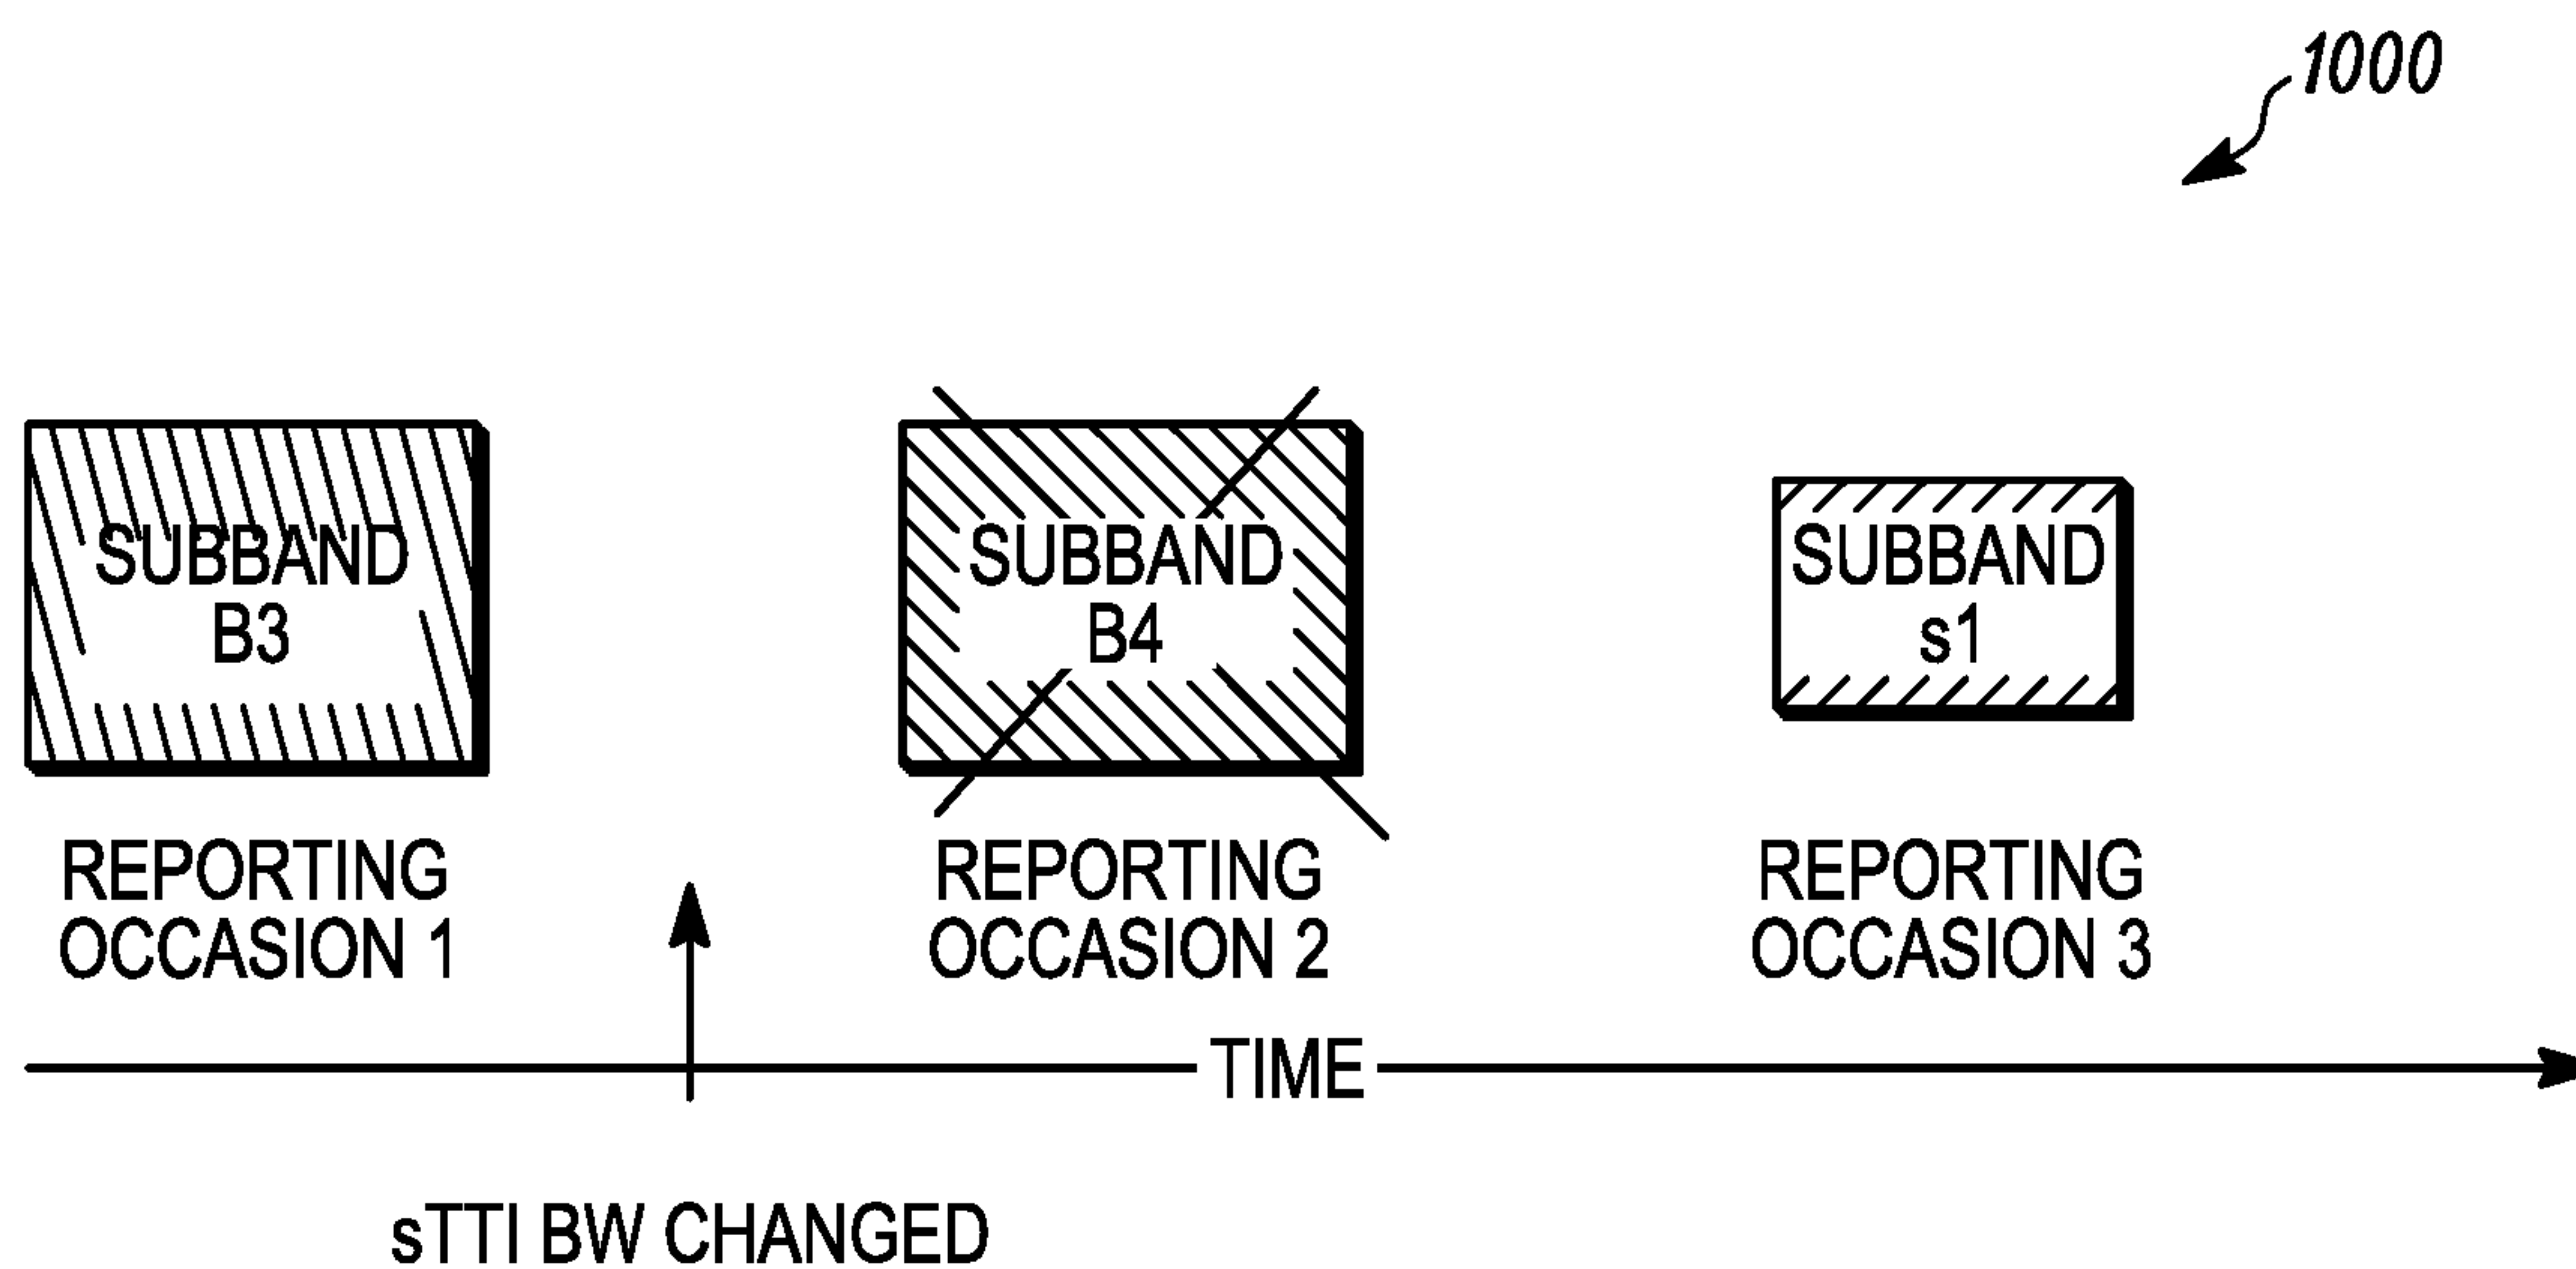 1000
SUBBAND
B3
SUBBAND
B4
SUBBAND
s1
REPORTING
OCCASION 1
REPORTING
OCCASION 2
REPORTING
OCCASION 3
TIME
sTTI BW CHANGED